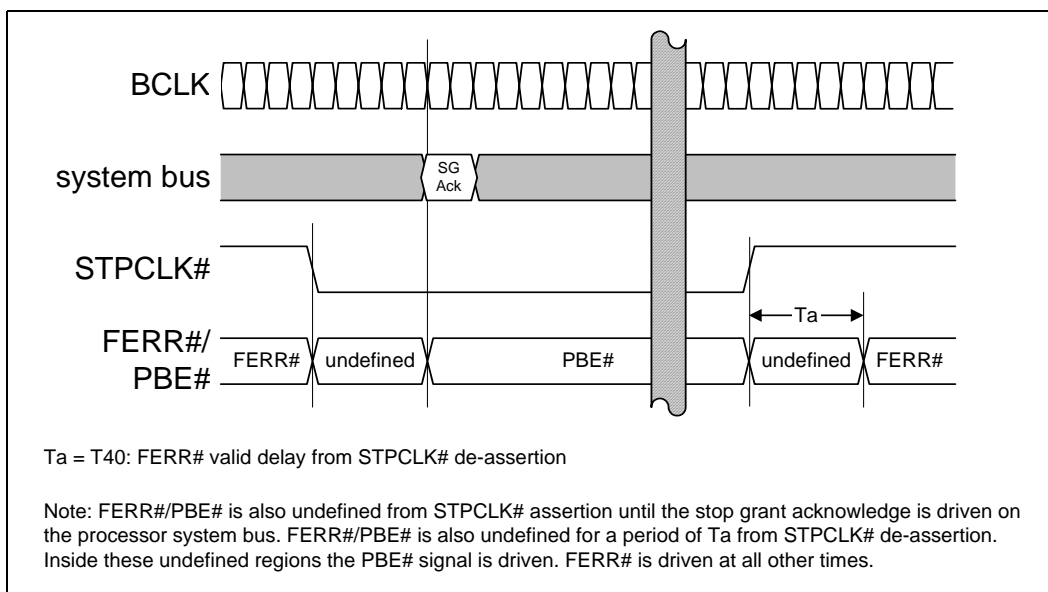 BCLK
system bus
SG
Ack
STPCLK#
Ta
FERR#/
PBE#
FERR#
undefined
PBE#
undefined
FERR#
Ta = T40: FERR# valid delay from STPCLK# de-assertion
Note: FERR#/PBE# is also undefined from STPCLK# assertion until the stop grant acknowledge is driven on
the processor system bus. FERR#/PBE# is also undefined for a period of Ta from STPCLK# de-assertion.
Inside these undefined regions the PBE# signal is driven. FERR# is driven at all other times.